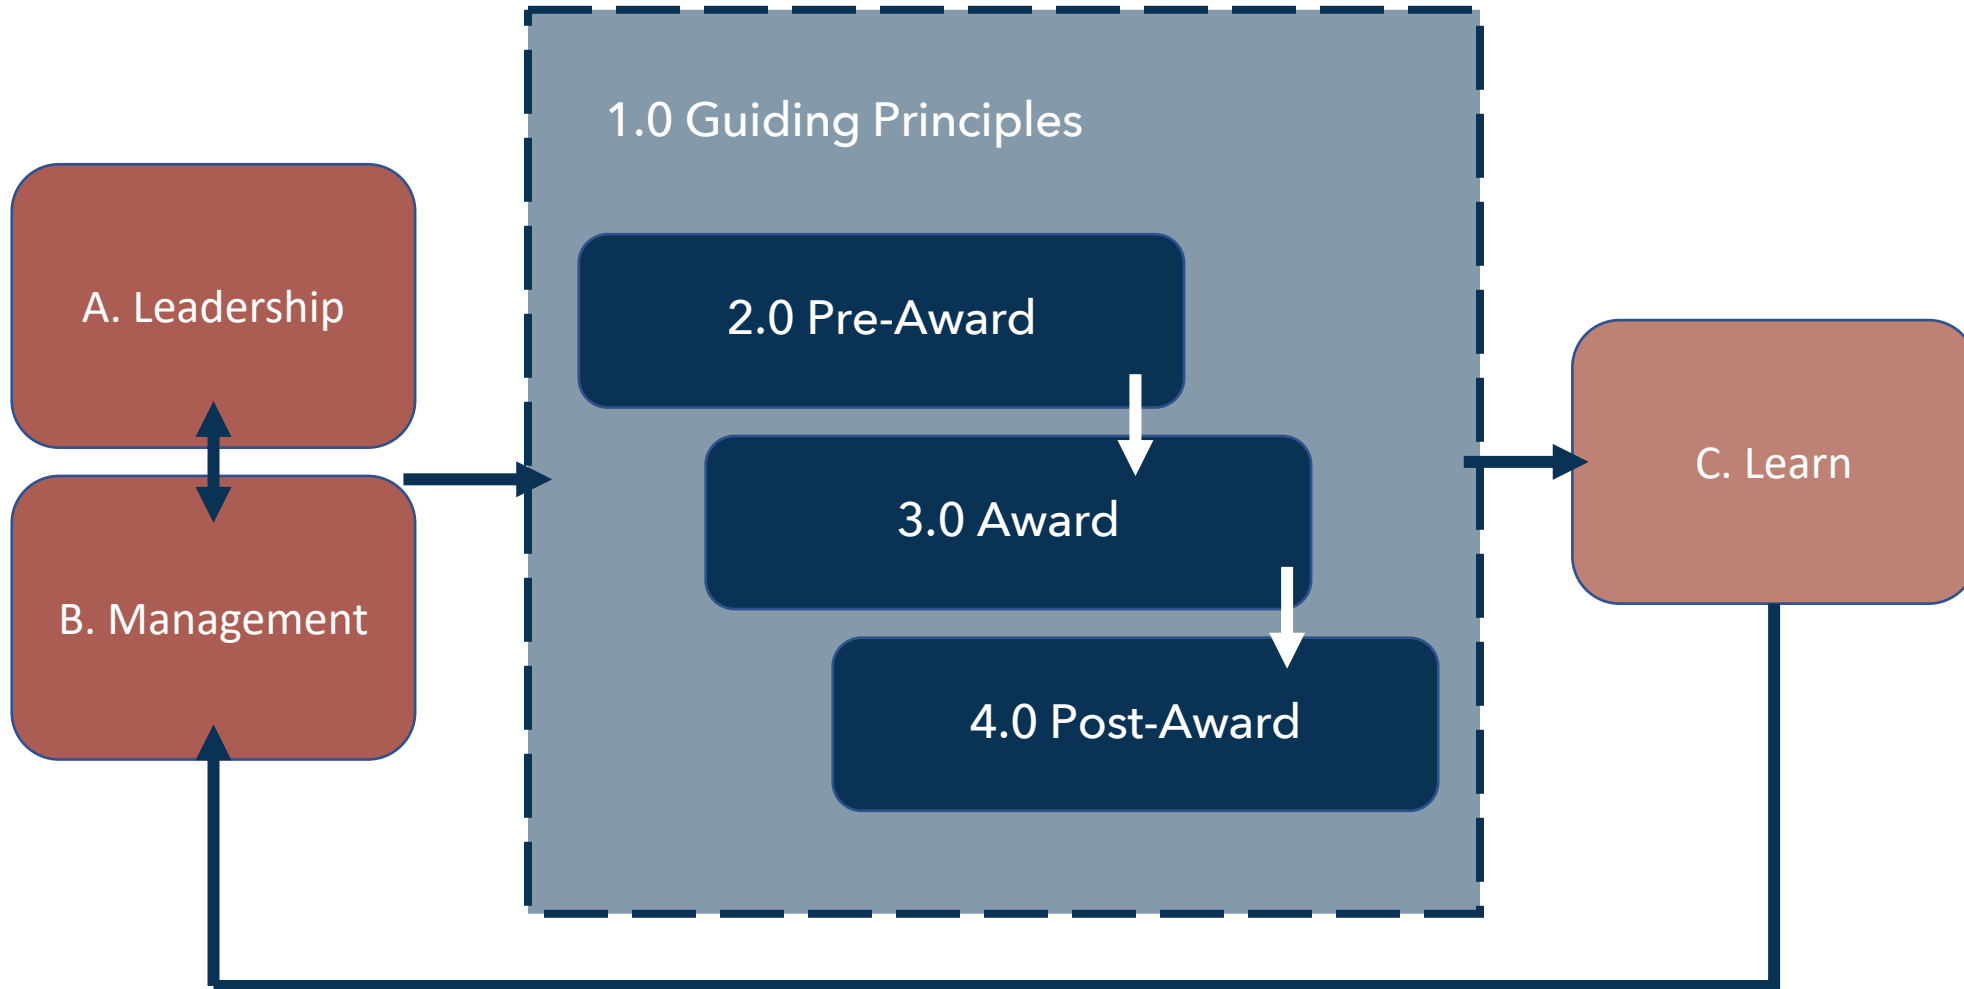 1.0 Guiding Principles
A. Leadership
2.0 Pre-Award
3.0 Award
C. Learn
B. Management
4.0 Post-Award